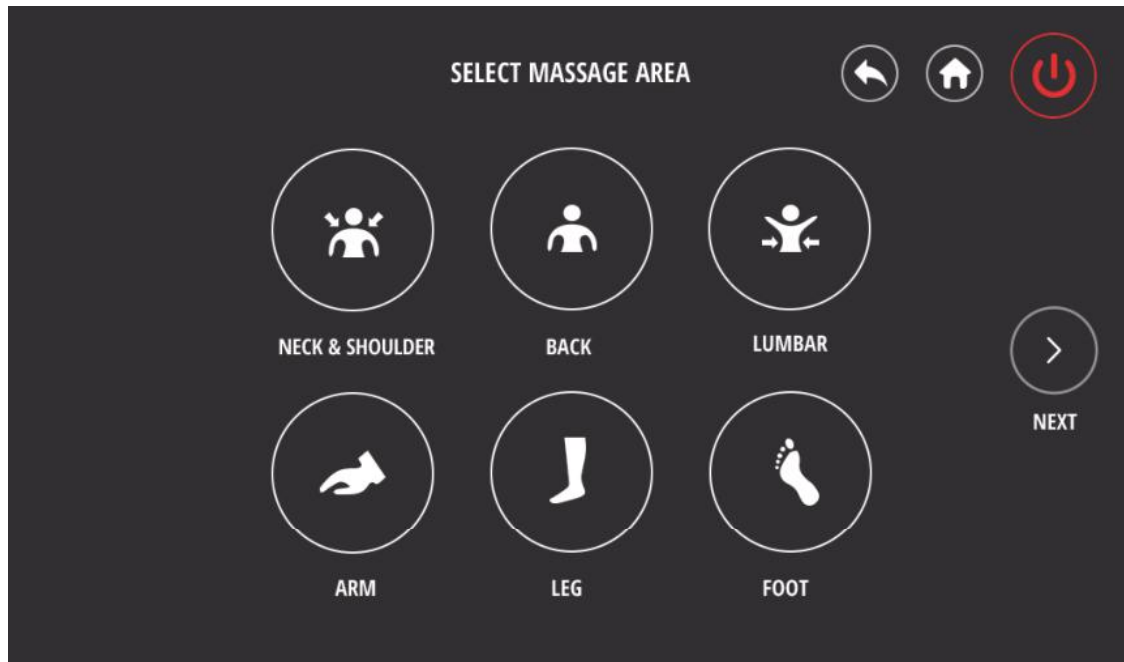 SELECT MASSAGE AREA
NECK & SHOULDER
BACK
LUMBAR
NEXT
ARM
LEG
FOOT